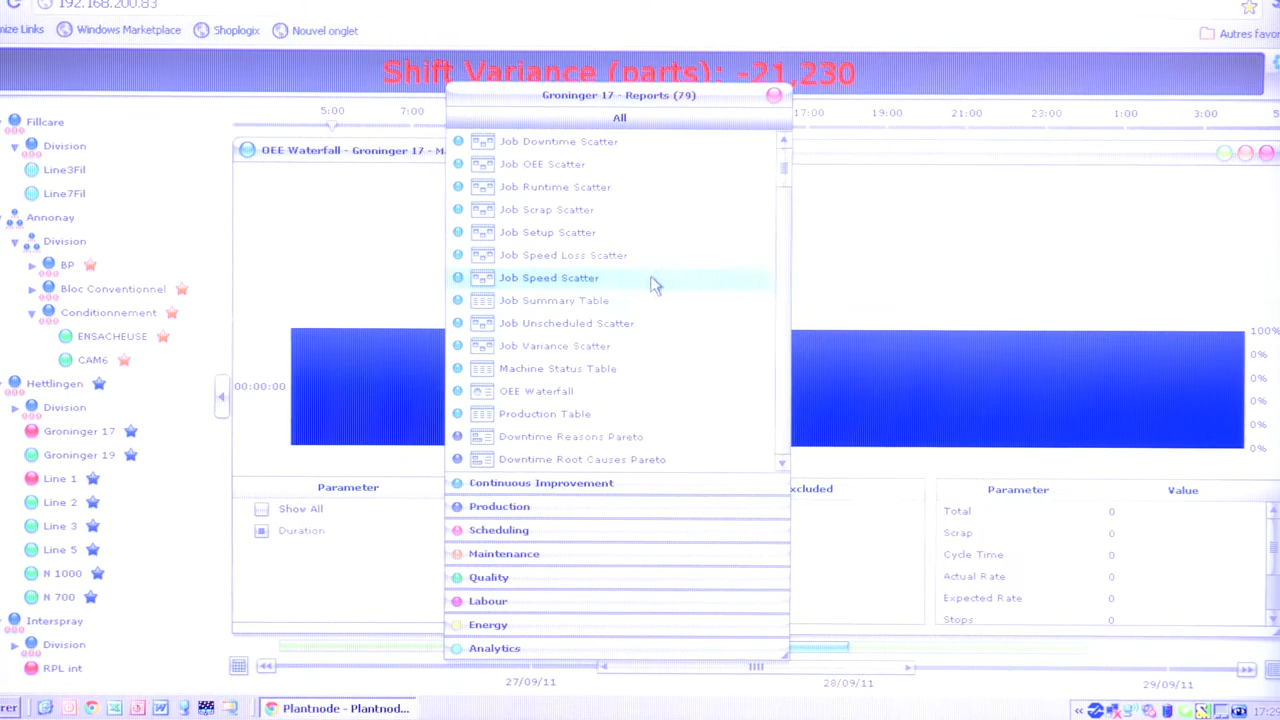 192.168.200.83
mize Links
Windows Marketplace
Shoplogix
Nouvel onglet
Autres favor
Shift Variance (parts): -21,230
Groninger 17 - Reports (79)
All
5:00
7:00
17:00
19:00
21:00
23:00
1:00
3:00
5
Fillcare
Division
Line3Fil
Line7Fil
Annonay
Division
BP
Bloc Conventionnel
Conditionnement
ENSACHEUSE
CAM6
Hettlingen
Division
Groninger 17
Groninger 19
Line 1
Line 2
Line 3
Line 5
N 1000
N 700
Interspray
Division
RPL int
OEE Waterfall - Groninger 17 - M
Job Downtime Scatter
Job OEE Scatter
Job Runtime Scatter
Job Scrap Scatter
Job Setup Scatter
Job Speed Loss Scatter
Job Speed Scatter
Job Summary Table
Job Unscheduled Scatter
Job Variance Scatter
Machine Status Table
OEE Waterfall
Production Table
Downtime Reasons Pareto
Downtime Root Causes Pareto
Continuous Improvement
Production
Scheduling
Maintenance
Quality
Labour
Energy
Analytics
00:00:00
100%
0%
0%
0%
0%
0%
Parameter
Show All
Duration
xcluded
Parameter
Value
Total
0
Scrap
0
Cycle Time
0
Actual Rate
0
Expected Rate
0
Stops
0
27/09/11
28/09/11
29/09/11
rer
Plantnode - Plantnod...
17:29